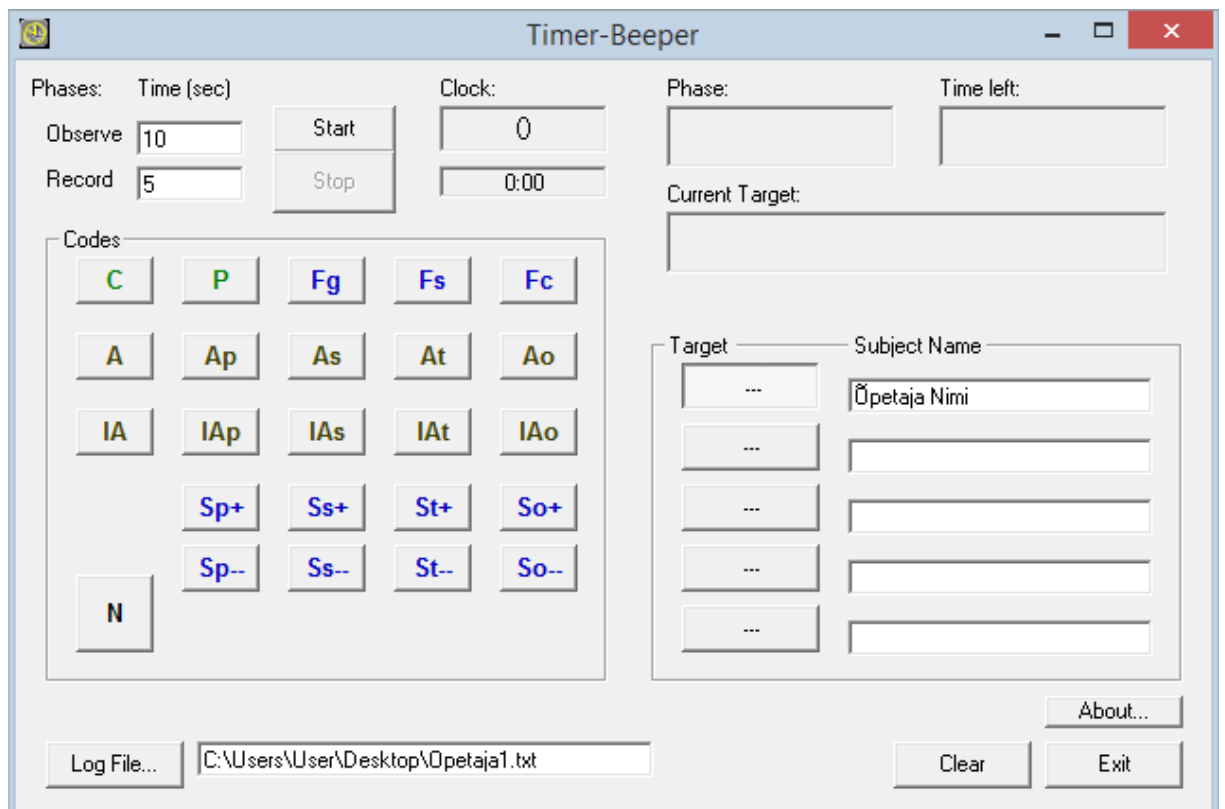 Timer-Beeper
Phases: Time (sec) Clock: Phase: Time left:
Observe 10 Start 0
Record 5 Stop 0:00
Current Target:
Codes
C P Fg Fs Fc
A Ap As At Ao
IA IAp IAs IAt IAo
Sp+ Ss+ St+ So+
Sp-- Ss-- St-- So--
N
Target Subject Name
--- Õpetaja Nimi
---
---
---
---
About...
Log File... C:\Users\User\Desktop\Opetaja1.txt Clear Exit